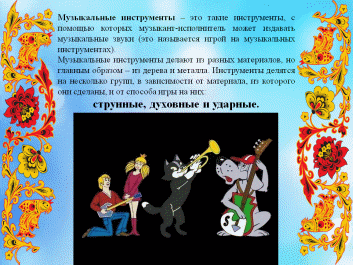 Музыкальные инструменты – это такие инструменты, с
помощью которых музыкант-исполнитель может издавать
музыкальные звуки (это называется игрой на музыкальных
инструментах).
Музыкальные инструменты делают из разных материалов, но
главным образом – из дерева и металла. Инструменты делятся
на несколько групп, в зависимости от материала, из которого
они сделаны, и от способа игры на них:
струнные, духовные и ударные.